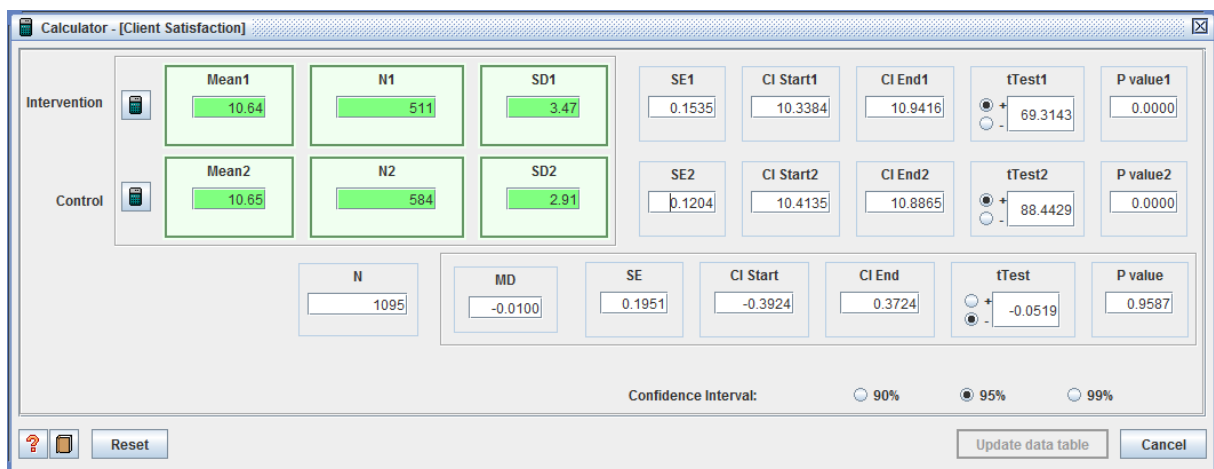 Calculator - [Client Satisfaction]
Mean1 N1 SD1 SE1 CI Start1 CI End1 tTest1 P value1
Intervention 10.64 511 3.47 0.1535 10.3384 10.9416 + - 69.3143 0.0000
Mean2 N2 SD2 SE2 CI Start2 CI End2 tTest2 P value2
Control 10.65 584 2.91 0.1204 10.4135 10.8865 + - 88.4429 0.0000
N MD SE CI Start CI End tTest P value
1095 -0.0100 0.1951 -0.3924 0.3724 + - -0.0519 0.9587
Confidence Interval: 90% 95% 99%
? Reset Update data table Cancel